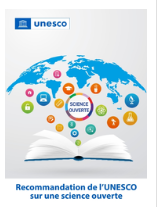 unesco
SCIENCE
OUVERTE
Recommandation de l'UNESCO
sur une science ouverte